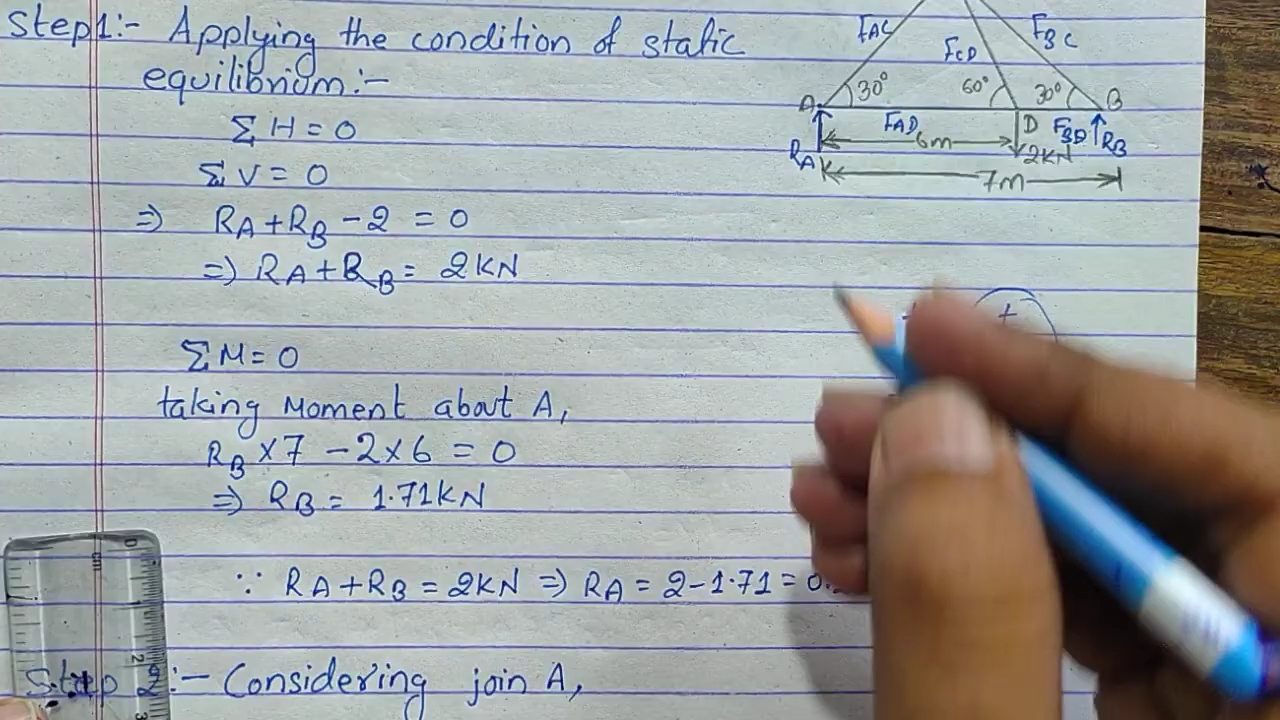 Step1:- Applying the condition of static
equilibrium:-
ΣH=0
ΣV=0
=> RA+RB-2=0
=> RA+RB=2KN
ΣM=0
taking Moment about A,
RB×7-2×6=0
=> RB=1.71KN
∵ RA+RB=2KN => RA=2-1.71=0.
Step 2:- Considering join A,
FAC
FCD
FBC
A
30°
60°
30°
B
FAD
D
FBD
RB
6m
RA
2KN
7m
+